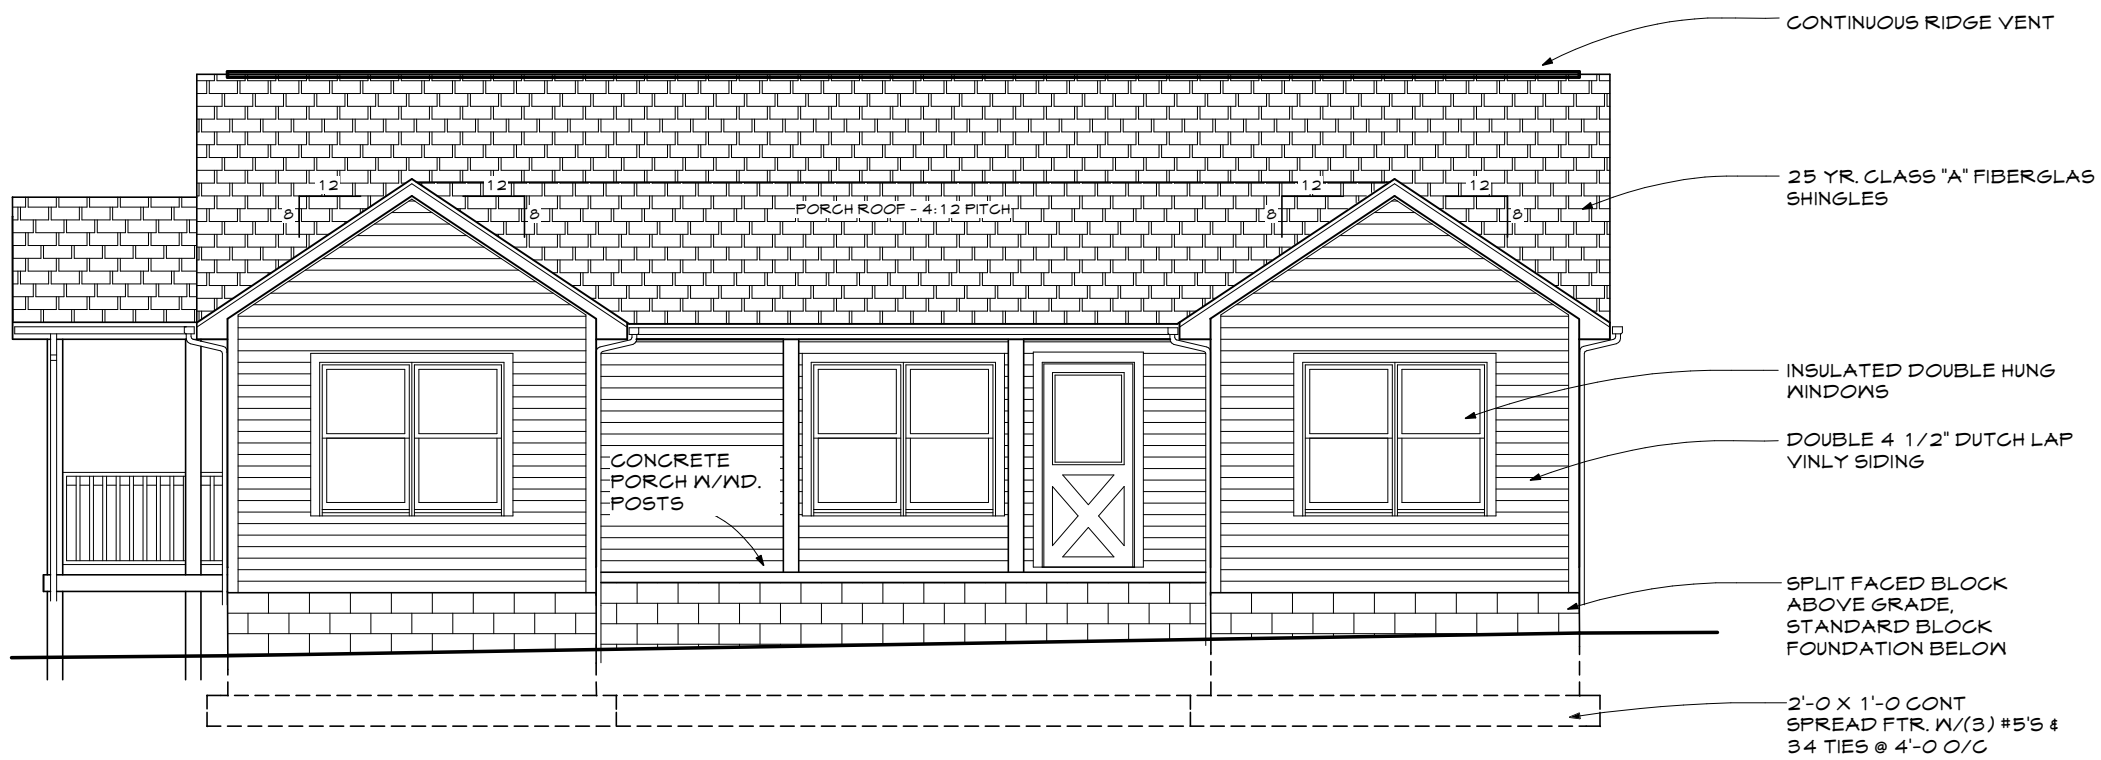 CONTINUOUS RIDGE VENT
25 YR. CLASS "A" FIBERGLAS
SHINGLES
12
12
12
12
8
8
8
8
PORCH ROOF - 4:12 PITCH
INSULATED DOUBLE HUNG
WINDOWS
DOUBLE 4 1/2" DUTCH LAP
VINLY SIDING
CONCRETE
PORCH W/WD.
POSTS
SPLIT FACED BLOCK
ABOVE GRADE,
STANDARD BLOCK
FOUNDATION BELOW
2'-0 X 1'-0 CONT
SPREAD FTR. W/(3) #5'S &
34 TIES @ 4'-0 O/C